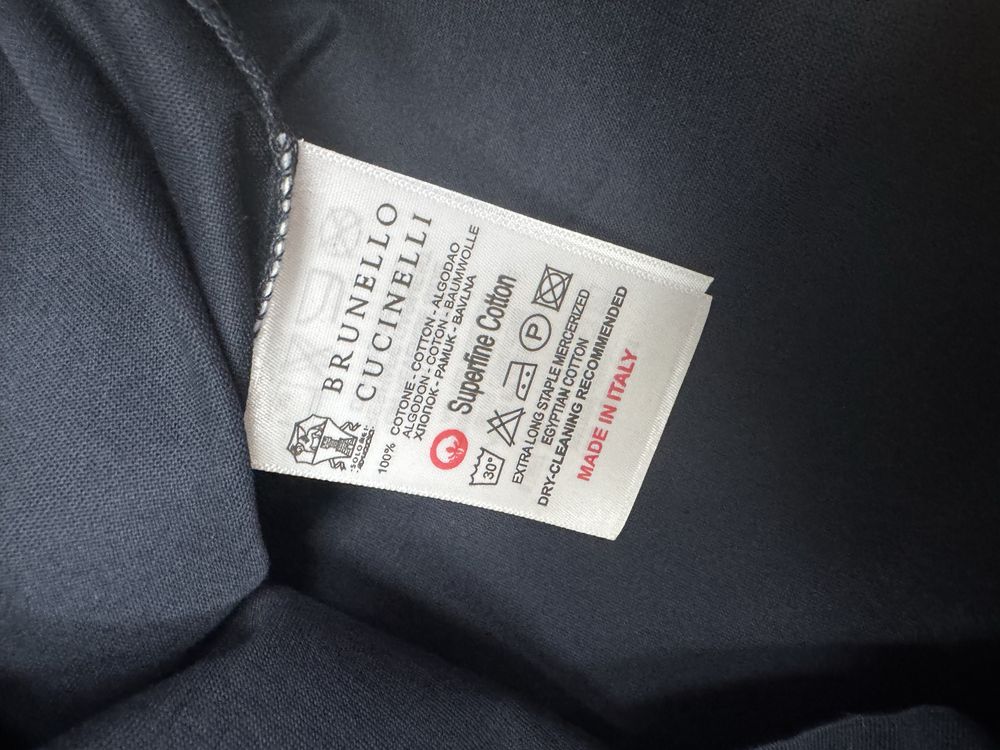 BRUNELLO
CUCINELLI
SOLOMEI
100% COTONE - COTTON - ALGODAO
ALGODON - COTON - BAUMWOLLE
ХЛОПОК - PAMUK - BAVLNA
Superfine Cotton
30° P
EXTRA LONG STAPLE MERCERIZED
EGYPTIAN COTTON
DRY-CLEANING RECOMMENDED
MADE IN ITALY